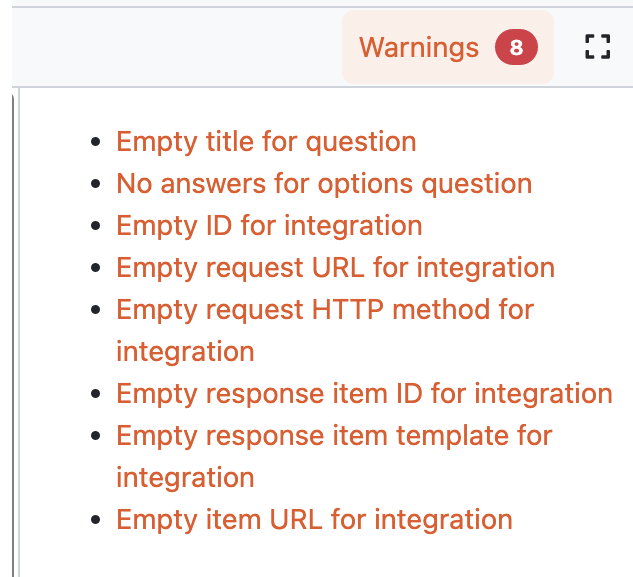 Warnings 8
Empty title for question
No answers for options question
Empty ID for integration
Empty request URL for integration
Empty request HTTP method for
integration
Empty response item ID for integration
Empty response item template for
integration
Empty item URL for integration